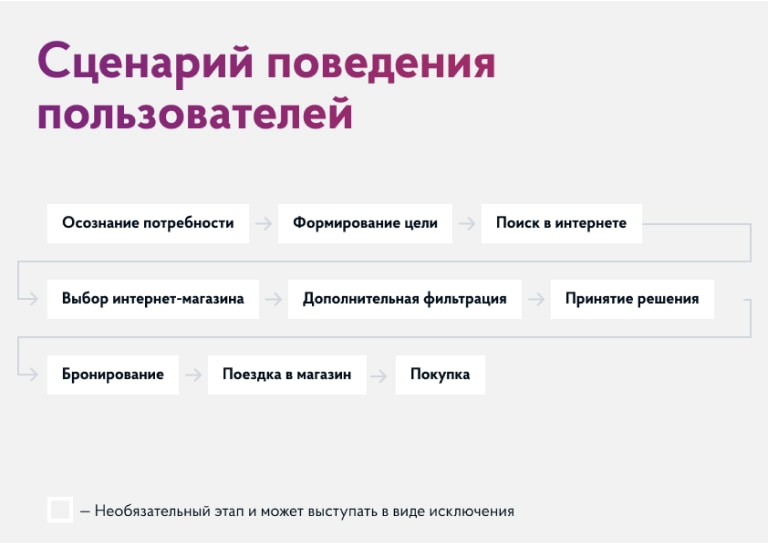 Сценарий поведения
пользователей
Осознание потребности
Формирование цели
Поиск в интернете
Выбор интернет-магазина
Дополнительная фильтрация
Принятие решения
Бронирование
Поездка в магазин
Покупка
— Необязательный этап и может выступать в виде исключения